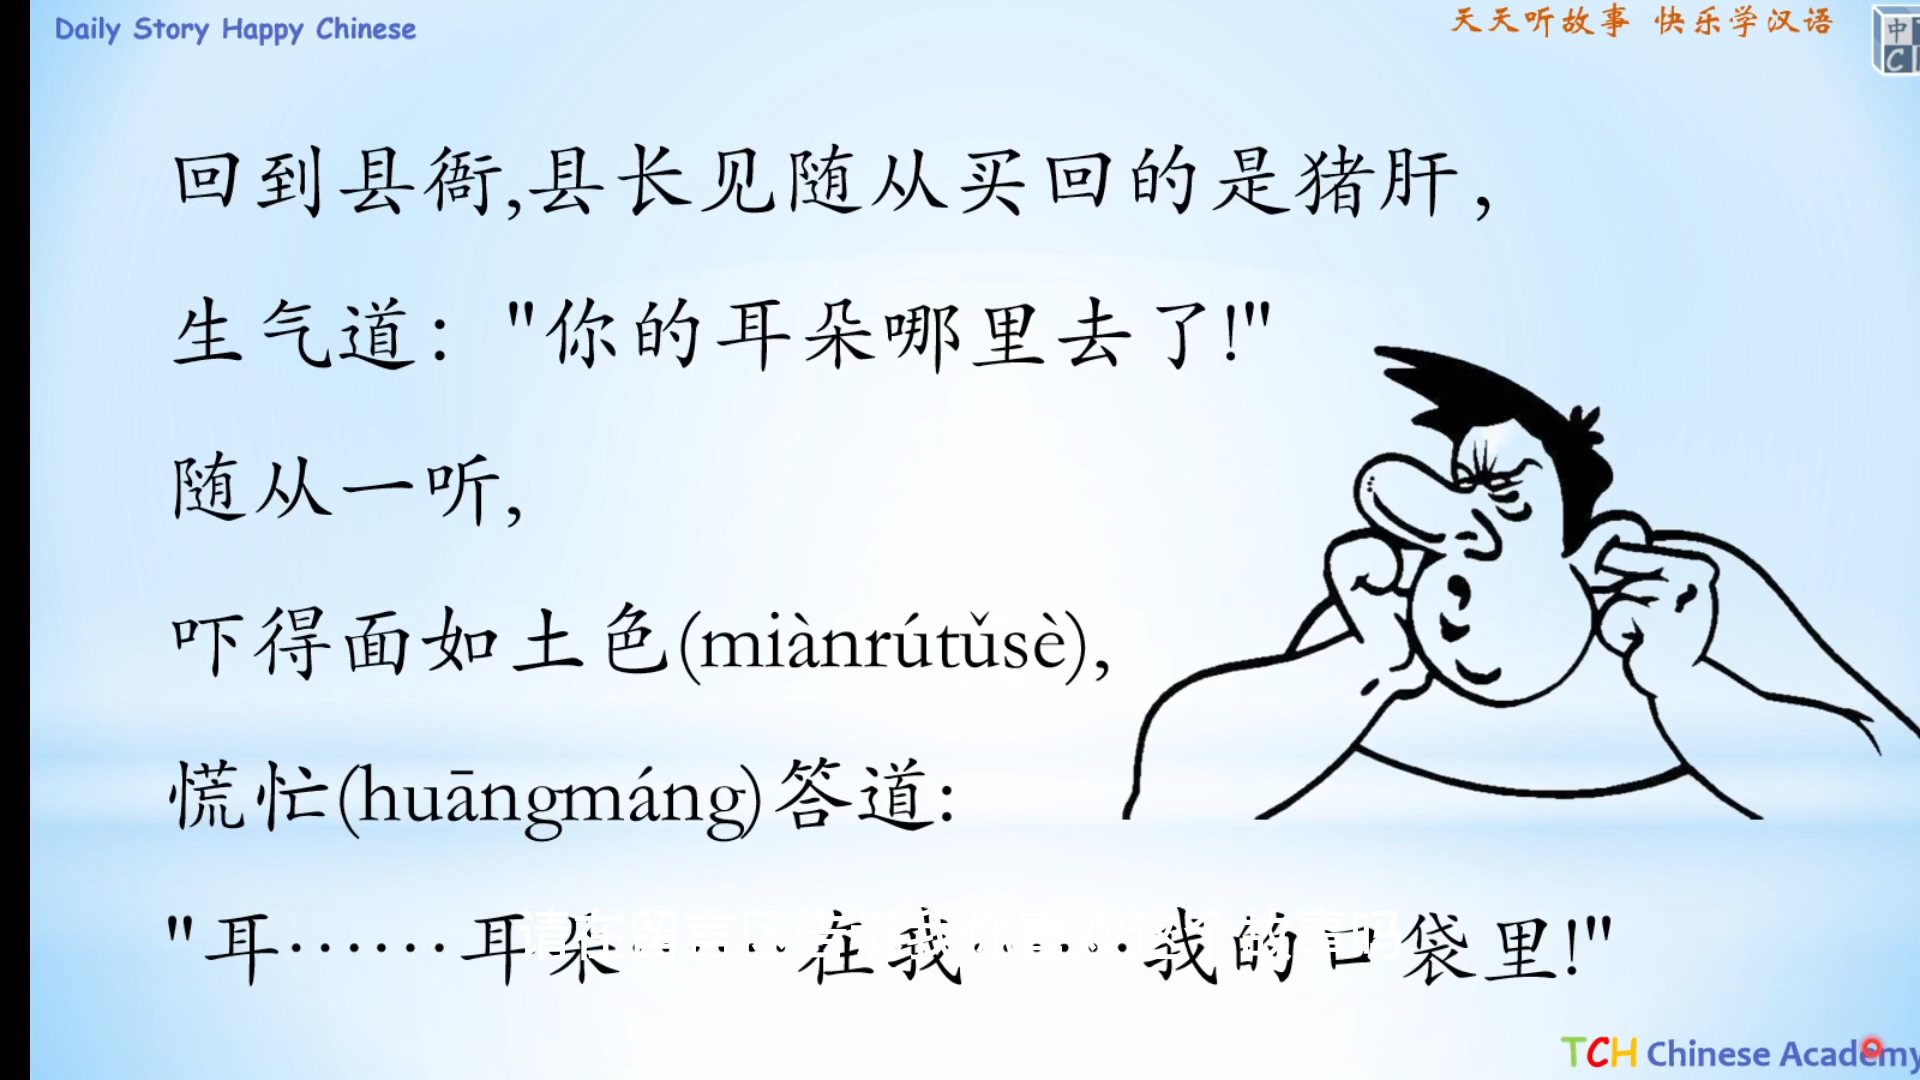 Daily Story Happy Chinese
天天听故事 快乐学汉语
中
C
回到县衙,县长见随从买回的是猪肝，
生气道："你的耳朵哪里去了!"
随从一听,
吓得面如土色(miànrútǔsè),
慌忙(huāngmáng)答道:
"耳……耳朵……在我……我的口袋里!"
TCH Chinese Academy